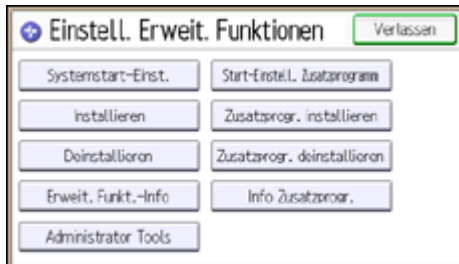 Einstell. Erweit. Funktionen
Verlassen
Systemstart-Einst.
Start-Einstell. Zusatzprogramm
Installieren
Zusatzprogr. installieren
Deinstallieren
Zusatzprogr. deinstallieren
Erweit. Funkt.-Info
Info Zusatzprogr.
Administrator Tools